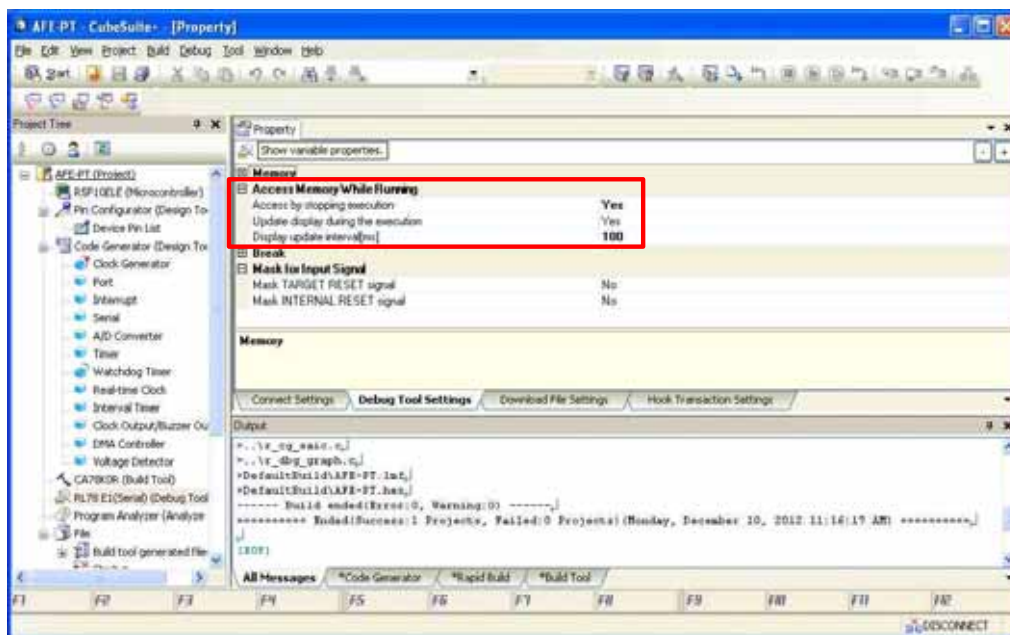 AFE-PT - CubeSuite+ - [Property]
File Edit View Project Build Debug Tool Window Help
Start
Project Tree
Property
Show variable properties.
AFE-PT (Project)
R5F10ELE (Microcontroller)
Pin Configurator (Design To
Device Pin List
Code Generator (Design To
Clock Generator
Port
Interrupt
Serial
A/D Converter
Timer
Watchdog Timer
Real-time Clock
Interval Timer
Clock Output/Buzzer Ou
DMA Controller
Voltage Detector
CA78K0R (Build Tool)
RL78 E1(Serial) (Debug Tool
Program Analyzer (Analyze
File
Build tool generated file
Memory
Access Memory While Running
Access by stopping execution Yes
Update display during the execution Yes
Display update interval[ms] 100
Break
Mask for Input Signal
Mask TARGET RESET signal No
Mask INTERNAL RESET signal No
Memory
Connect Settings Debug Tool Settings Download File Settings Hook Transaction Settings
Output
>..\r_dbg_graph.c
>DefaultBuild\AFE-PT.lmf
>DefaultBuild\AFE-PT.hex
------ Build ended(Error:0, Warning:0) ------
========== Ended(Success:1 Projects, Failed:0 Projects)(Monday, December 10, 2012 11:16:17 AM) ==========
[EOF]
All Messages *Code Generator *Rapid Build *Build Tool
F1 F2 F3 F4 F5 F6 F7 F8 F9 F10 F11 F12
DISCONNECT